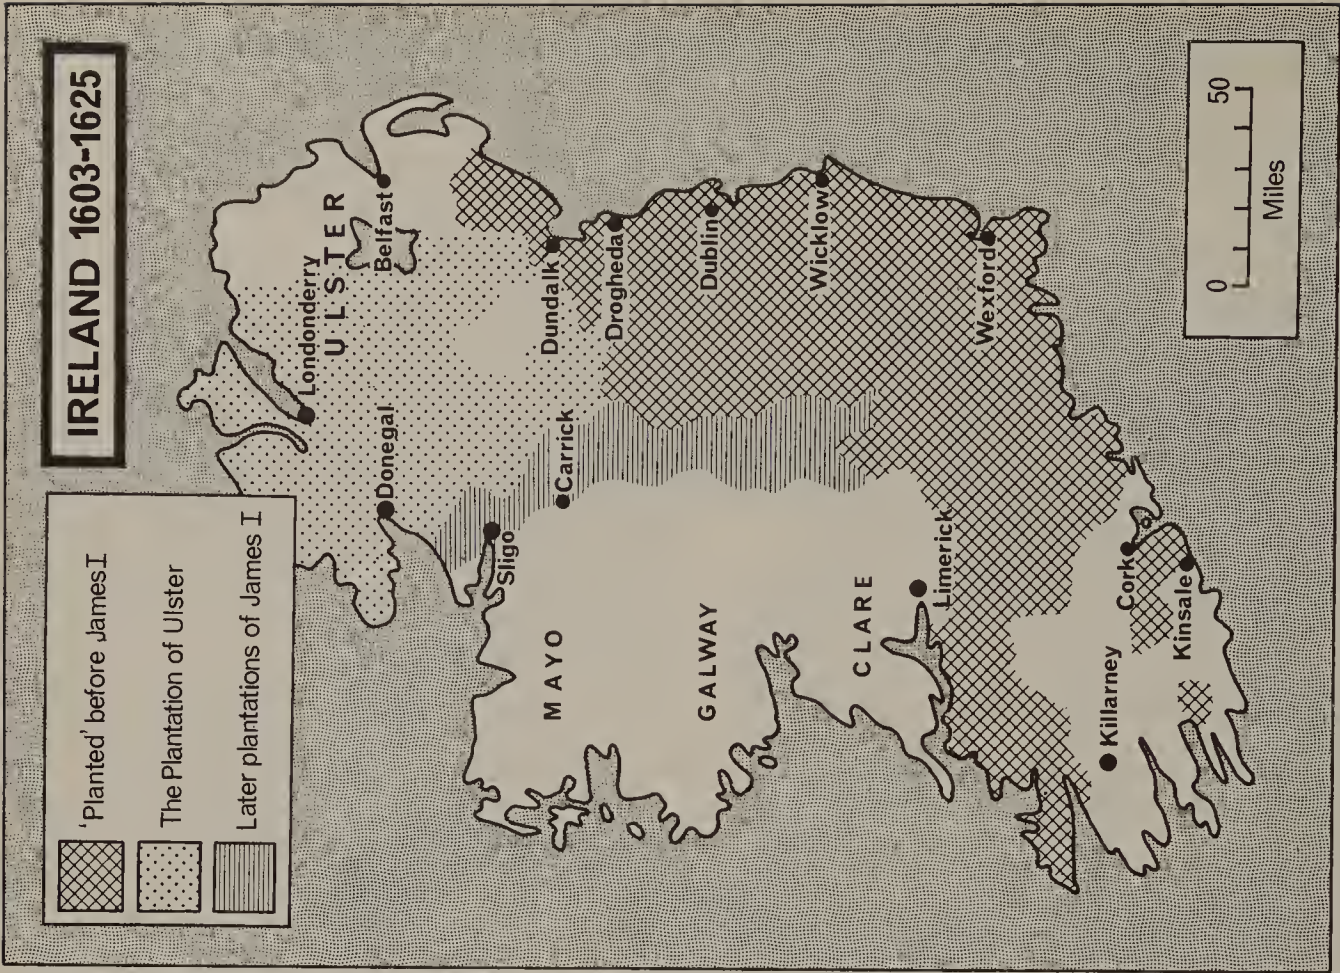 IRELAND 1603-1625
'Planted' before James I
The Plantation of Ulster
Later plantations of James I
Londonderry
ULSTER
Belfast
Donegal
Sligo
Carrick
Dundalk
Drogheda
MAYO
GALWAY
Dublin
Wicklow
CLARE
Limerick
Wexford
Killarney
Cork
Kinsale
0
50
Miles